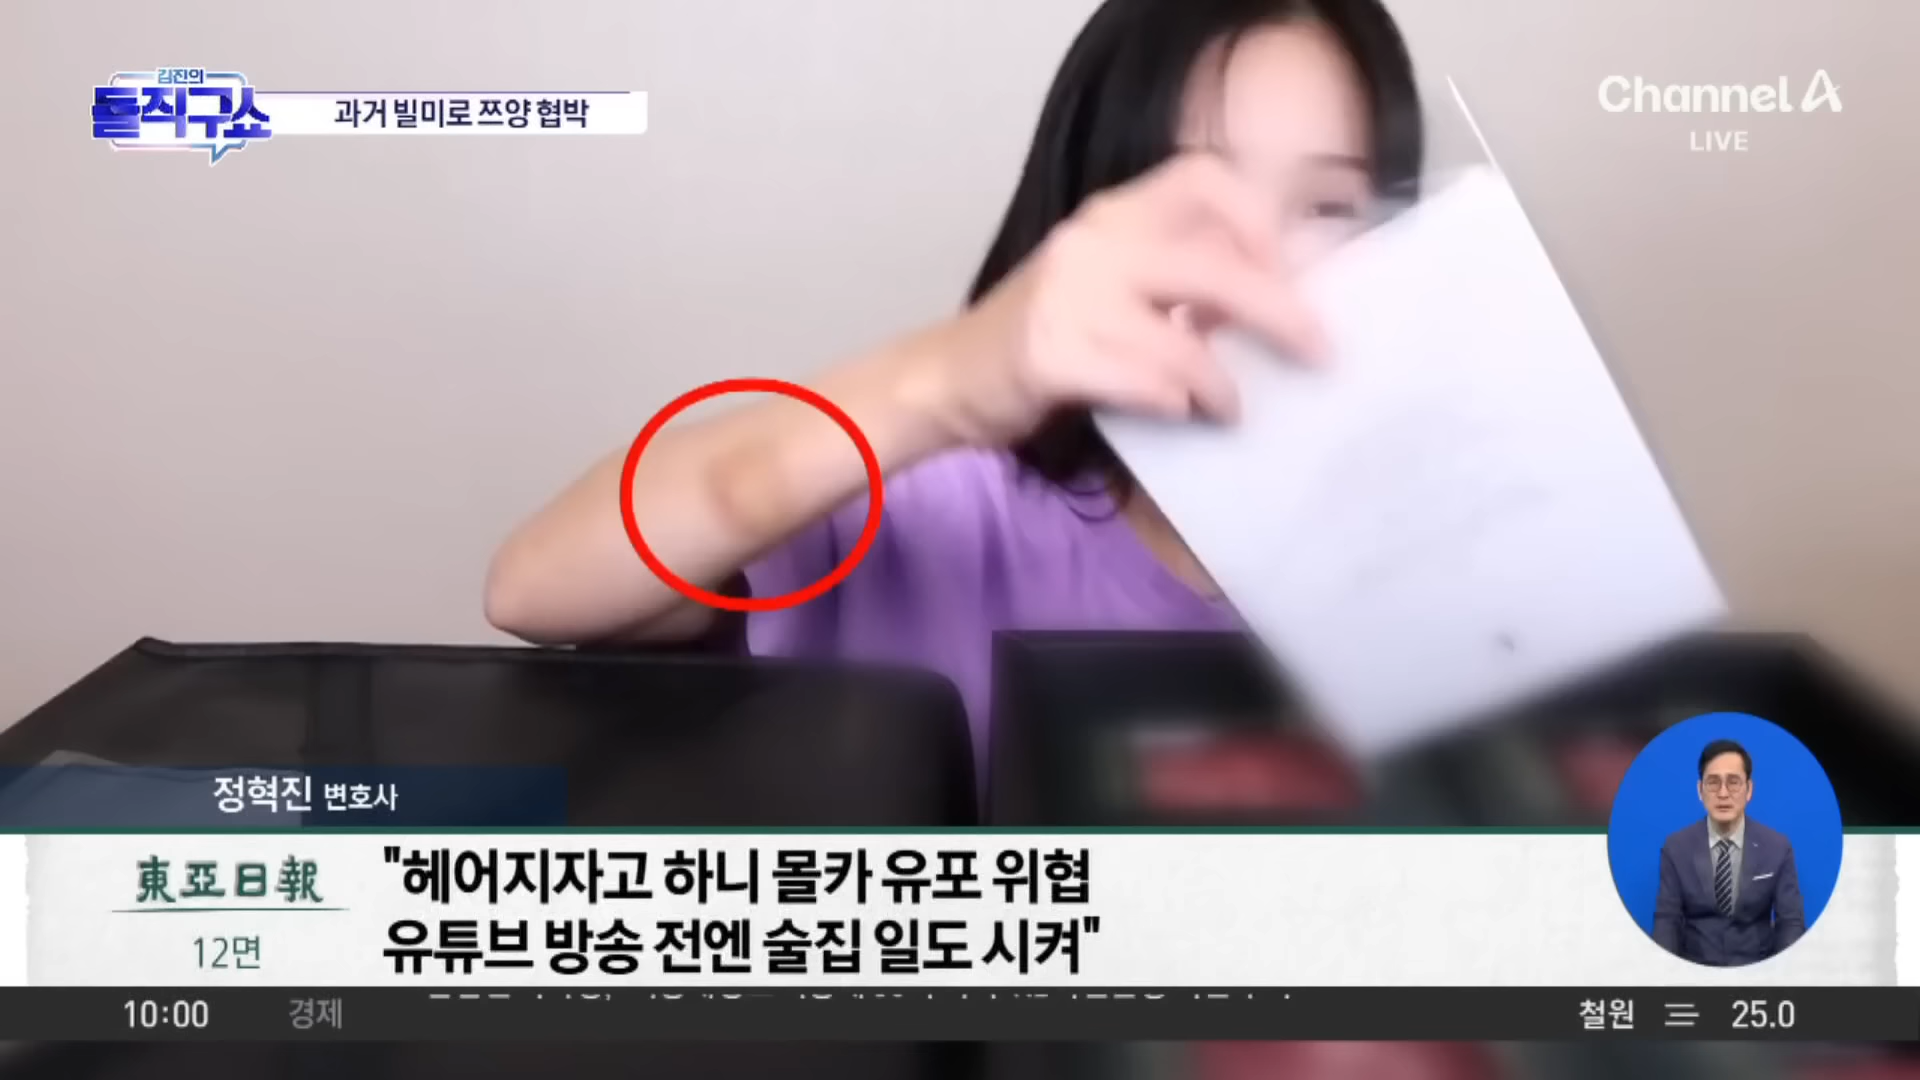 김진의
돌직구쇼
과거 빌미로 쯔양 협박
Channel A
LIVE
정혁진 변호사
東亞日報
12면
"헤어지자고 하니 몰카 유포 위협
유튜브 방송 전엔 술집 일도 시켜"
10:00 경제
철원 25.0